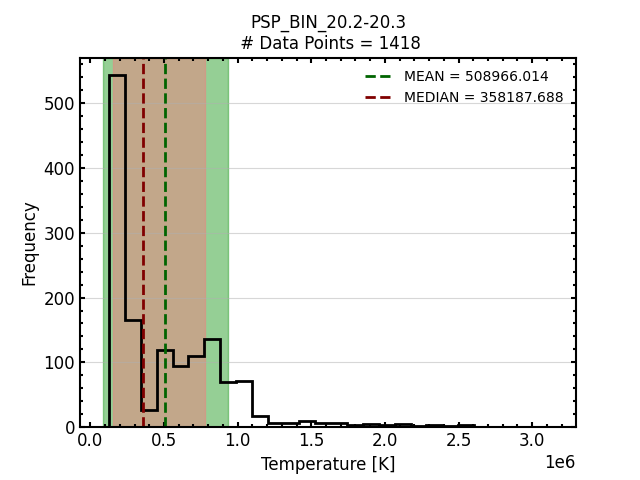 PSP_BIN_20.2-20.3
# Data Points = 1418
MEAN = 508966.014
MEDIAN = 358187.688
Frequency
500
400
300
200
100
0
0.0 0.5 1.0 1.5 2.0 2.5 3.0
Temperature [K]
1e6